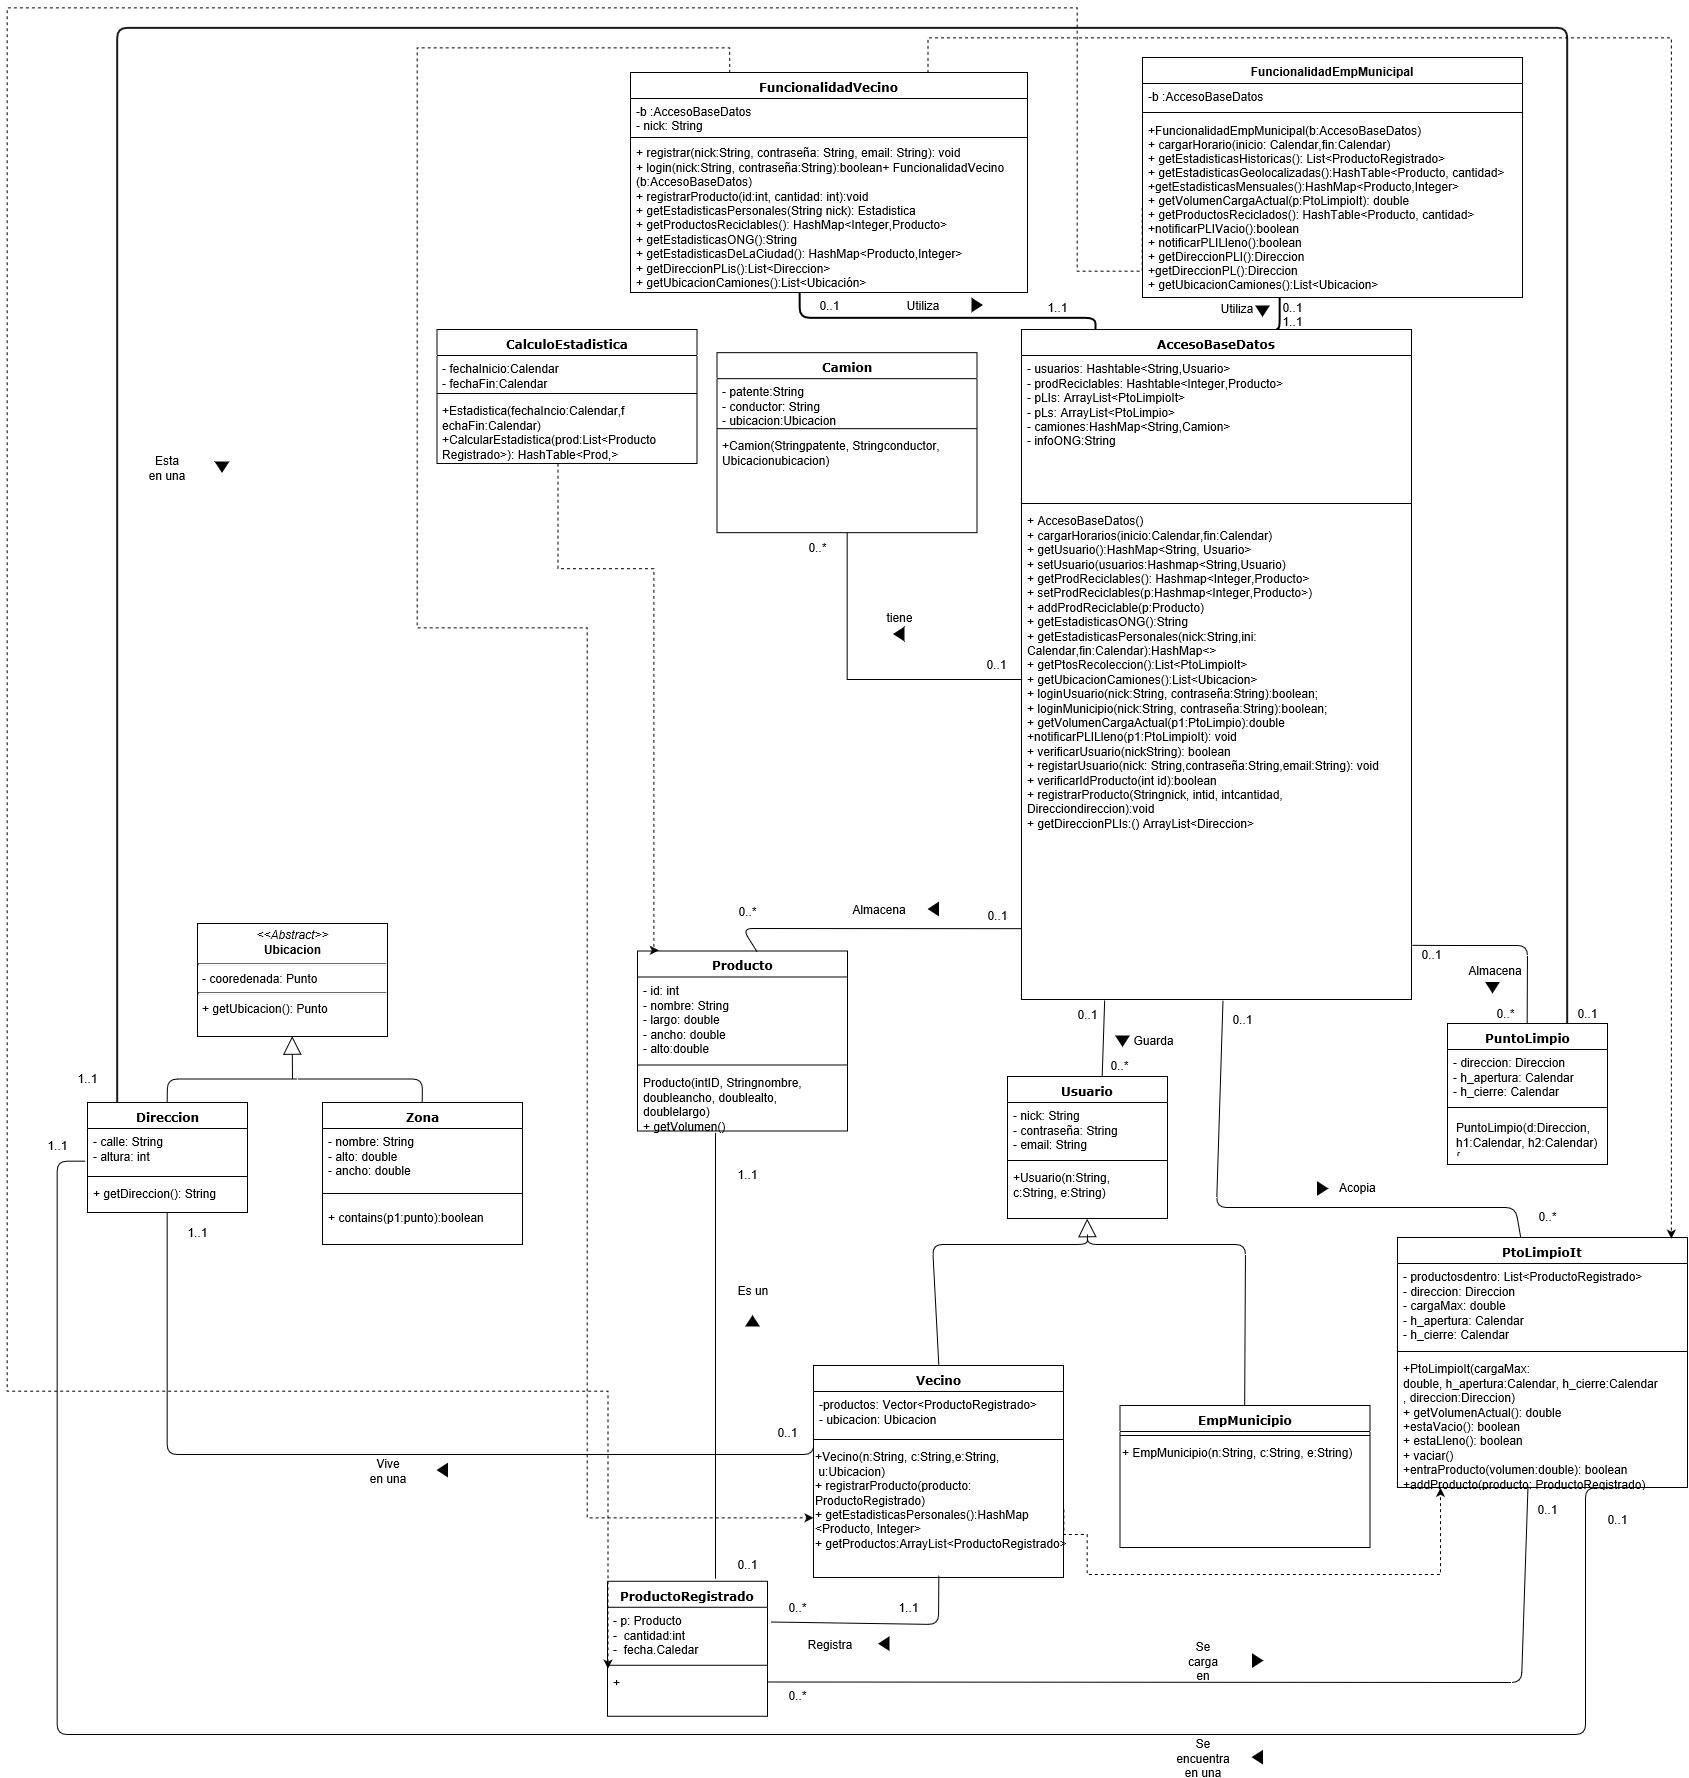 FuncionalidadVecino
-b :AccesoBaseDatos
- nick: String
+ registrar(nick:String, contraseña: String, email: String): void
+ login(nick:String, contraseña:String):boolean+ FuncionalidadVecino
(b:AccesoBaseDatos)
+ registrarProducto(id:int, cantidad: int):void
+ getEstadisticasPersonales(String nick): Estadistica
+ getProductosReciclables(): HashMap<Integer,Producto>
+ getEstadisticasONG():String
+ getEstadisticasDeLaCiudad(): HashMap<Producto,Integer>
+ getDireccionPLis():List<Direccion>
+ getUbicacionCamiones():List<Ubicación>
FuncionalidadEmpMunicipal
-b :AccesoBaseDatos
+FuncionalidadEmpMunicipal(b:AccesoBaseDatos)
+ cargarHorario(inicio: Calendar,fin:Calendar)
+ getEstadisticasHistoricas(): List<ProductoRegistrado>
+ getEstadisticasGeolocalizadas():HashTable<Producto, cantidad>
+getEstadisticasMensuales():HashMap<Producto,Integer>
+ getVolumenCargaActual(p:PtoLimpioIt): double
+ getProductosReciclados(): HashTable<Producto, cantidad>
+notificarPLIVacio():boolean
+ notificarPLILleno():boolean
+ getDireccionPLI():Direccion
+getDireccionPL():Direccion
+ getUbicacionCamiones():List<Ubicacion>
0..1
Utiliza
1..1
Utiliza
0..1
1..1
CalculoEstadistica
- fechaInicio:Calendar
- fechaFin:Calendar
+Estadistica(fechaIncio:Calendar,f
echaFin:Calendar)
+CalcularEstadistica(prod:List<Producto
Registrado>): HashTable<Prod,>
Camion
- patente:String
- conductor: String
- ubicacion:Ubicacion
+Camion(Stringpatente, Stringconductor,
Ubicacionubicacion)
AccesoBaseDatos
- usuarios: Hashtable<String,Usuario>
- prodReciclables: Hashtable<Integer,Producto>
- pLIs: ArrayList<PtoLimpioIt>
- pLs: ArrayList<PtoLimpio>
- camiones:HashMap<String,Camion>
- infoONG:String
+ AccesoBaseDatos()
+ cargarHorarios(inicio:Calendar,fin:Calendar)
+ getUsuario():HashMap<String, Usuario>
+ setUsuario(usuarios:Hashmap<String,Usuario)
+ getProdReciclables(): Hashmap<Integer,Producto>
+ setProdReciclables(p:Hashmap<Integer,Producto>)
+ addProdReciclable(p:Producto)
+ getEstadisticasONG():String
+ getEstadisticasPersonales(nick:String,ini:
Calendar,fin:Calendar):HashMap<>
+ getPtosRecoleccion():List<PtoLimpioIt>
+ getUbicacionCamiones():List<Ubicacion>
+ loginUsuario(nick:String, contraseña:String):boolean;
+ loginMunicipio(nick:String, contraseña:String):boolean;
+ getVolumenCargaActual(p1:PtoLimpio):double
+notificarPLILleno(p1:PtoLimpioIt): void
+ verificarUsuario(nickString): boolean
+ registarUsuario(nick: String,contraseña:String,email:String): void
+ verificarIdProducto(int id):boolean
+ registrarProducto(Stringnick, intid, intcantidad,
Direcciondireccion):void
+ getDireccionPLIs:() ArrayList<Direccion>
Esta
en una
0..*
tiene
0..1
0..*
Almacena
0..1
<<Abstract>>
Ubicacion
- cooredenada: Punto
+ getUbicacion(): Punto
Producto
- id: int
- nombre: String
- largo: double
- ancho: double
- alto:double
Producto(intID, Stringnombre,
doubleancho, doublealto,
doublelargo)
+ getVolumen()
0..1
Almacena
0..*
0..1
PuntoLimpio
- direccion: Direccion
- h_apertura: Calendar
- h_cierre: Calendar
PuntoLimpio(d:Direccion,
h1:Calendar, h2:Calendar)
0..1
Guarda
0..*
0..1
Usuario
- nick: String
- contraseña: String
- email: String
+Usuario(n:String,
c:String, e:String)
1..1
Direccion
- calle: String
- altura: int
+ getDireccion(): String
1..1
1..1
Zona
- nombre: String
- alto: double
- ancho: double
+ contains(p1:punto):boolean
1..1
Acopia
0..*
PtoLimpioIt
- productosdentro: List<ProductoRegistrado>
- direccion: Direccion
- cargaMax: double
- h_apertura: Calendar
- h_cierre: Calendar
+PtoLimpioIt(cargaMax:
double, h_apertura:Calendar, h_cierre:Calendar
, direccion:Direccion)
+ getVolumenActual(): double
+estaVacio(): boolean
+ estaLleno(): boolean
+ vaciar()
+entraProducto(volumen:double): boolean
+addProducto(producto: ProductoRegistrado)
Es un
Vecino
-productos: Vector<ProductoRegistrado>
- ubicacion: Ubicacion
+Vecino(n:String, c:String,e:String,
u:Ubicacion)
+ registrarProducto(producto:
ProductoRegistrado)
+ getEstadisticasPersonales():HashMap
<Producto, Integer>
+ getProductos:ArrayList<ProductoRegistrado>
EmpMunicipio
+ EmpMunicipio(n:String, c:String, e:String)
0..1
Vive
en una
0..1
0..1
0..1
ProductoRegistrado
- p: Producto
- cantidad:int
- fecha.Caledar
+
0..*
1..1
Registra
0..*
Se
carga
en
Se
encuentra
en una